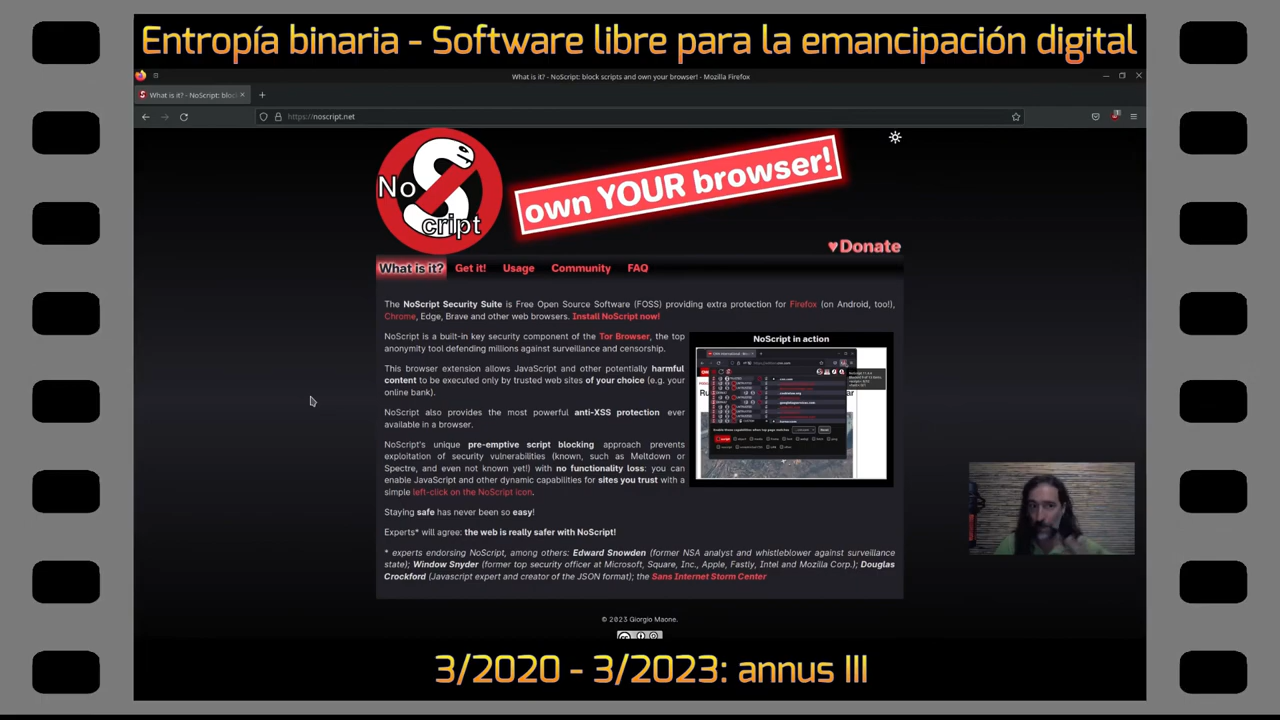 Entropía binaria - Software libre para la emancipación digital
What is it? - NoScript: block scripts and own your browser! - Mozilla Firefox
What is it? - NoScript: bloc
https://noscript.net
No
cript
own YOUR browser!
♥Donate
What is it? Get it! Usage Community FAQ
The NoScript Security Suite is Free Open Source Software (FOSS) providing extra protection for Firefox (on Android, too!),
Chrome, Edge, Brave and other web browsers. Install NoScript now!
NoScript is a built-in key security component of the Tor Browser, the top
anonymity tool defending millions against surveillance and censorship.
This browser extension allows JavaScript and other potentially harmful
content to be executed only by trusted web sites of your choice (e.g. your
online bank).
NoScript also provides the most powerful anti-XSS protection ever
available in a browser.
NoScript's unique pre-emptive script blocking approach prevents
exploitation of security vulnerabilities (known, such as Meltdown or
Spectre, and even not known yet!) with no functionality loss: you can
enable JavaScript and other dynamic capabilities for sites you trust with a
simple left-click on the NoScript icon.
NoScript in action
Staying safe has never been so easy!
Experts* will agree: the web is really safer with NoScript!
* experts endorsing NoScript, among others: Edward Snowden (former NSA analyst and whistleblower against surveillance
state); Window Snyder (former top security officer at Microsoft, Square, Inc., Apple, Fastly, Intel and Mozilla Corp.); Douglas
Crockford (Javascript expert and creator of the JSON format); the Sans Internet Storm Center
© 2023 Giorgio Maone.
3/2020 - 3/2023: annus III